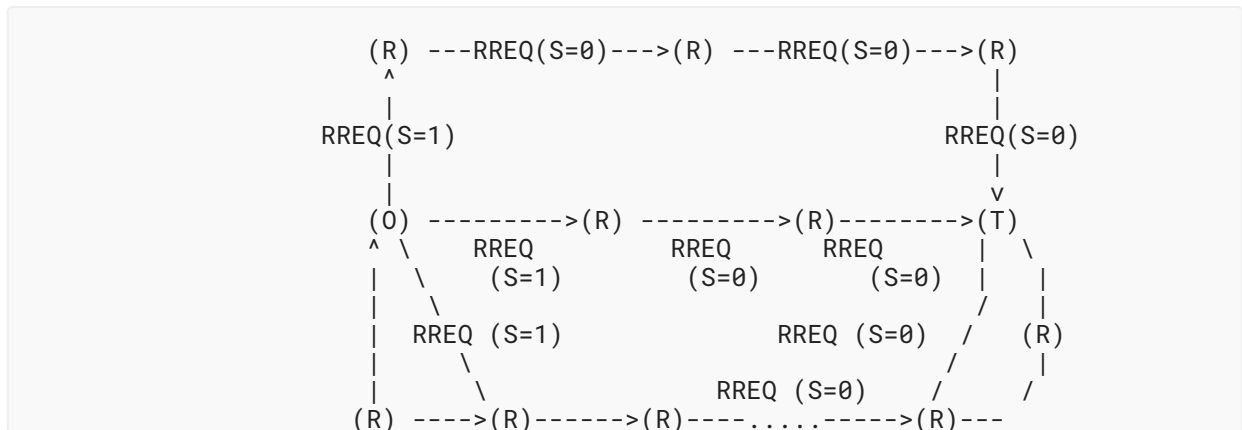 (R) ---RREQ(S=0)--->(R) ---RREQ(S=0)--->(R)
^ |
| |
RREQ(S=1) RREQ(S=0)
| |
| v
(O) --------->(R) --------->(R)-------->(T)
^ \ RREQ RREQ RREQ | \
| \ (S=1) (S=0) (S=0) | |
| \ / |
| RREQ (S=1) RREQ (S=0) / (R)
| \ / |
| \ RREQ (S=0) / /
(R) ---->(R)------>(R)----.....----->(R)---